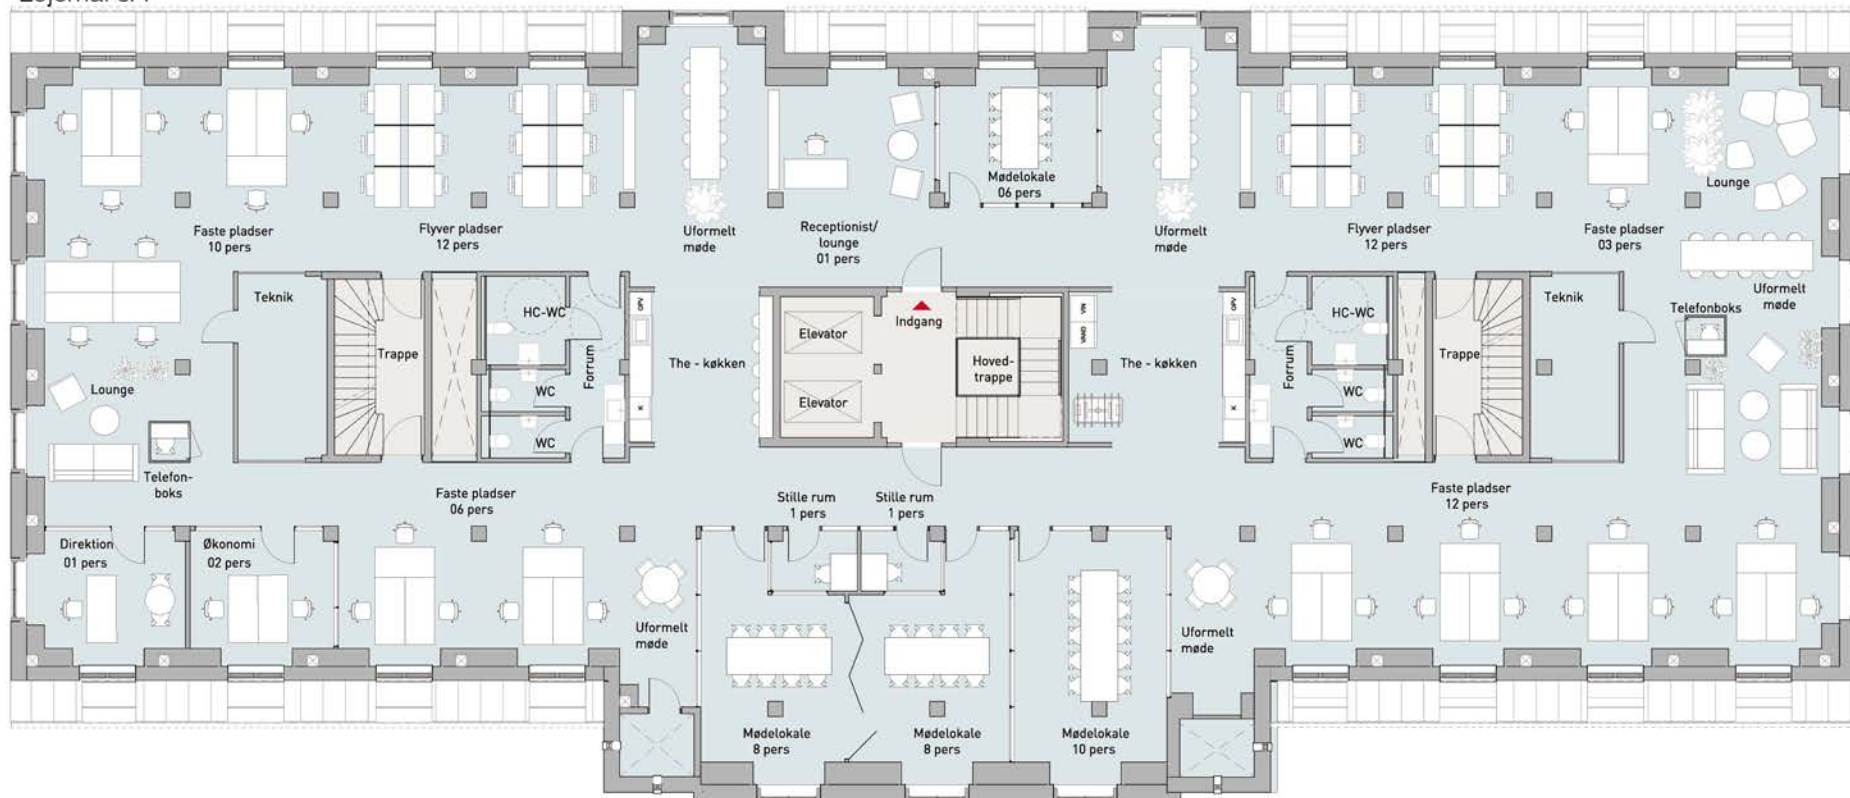 Mødelokale
06 pers
Faste pladser
10 pers
Flyver pladser
12 pers
Uformelt
møde
Receptionist/
lounge
01 pers
Uformelt
møde
Flyver pladser
12 pers
Faste pladser
03 pers
Lounge
Uformelt
møde
Teknik
Trappe
HC-WC
WC
WC
Forrum
OPV
K
The - køkken
Elevator
Elevator
Indgang
Hoved-
trappe
VIN
VAND
The - køkken
OPV
K
Forrum
HC-WC
WC
WC
Trappe
Teknik
Telefonboks
Lounge
Telefon-
boks
Faste pladser
06 pers
Stille rum
1 pers
Stille rum
1 pers
Faste pladser
12 pers
Direktion
01 pers
Økonomi
02 pers
Uformelt
møde
Uformelt
møde
Mødelokale
8 pers
Mødelokale
8 pers
Mødelokale
10 pers